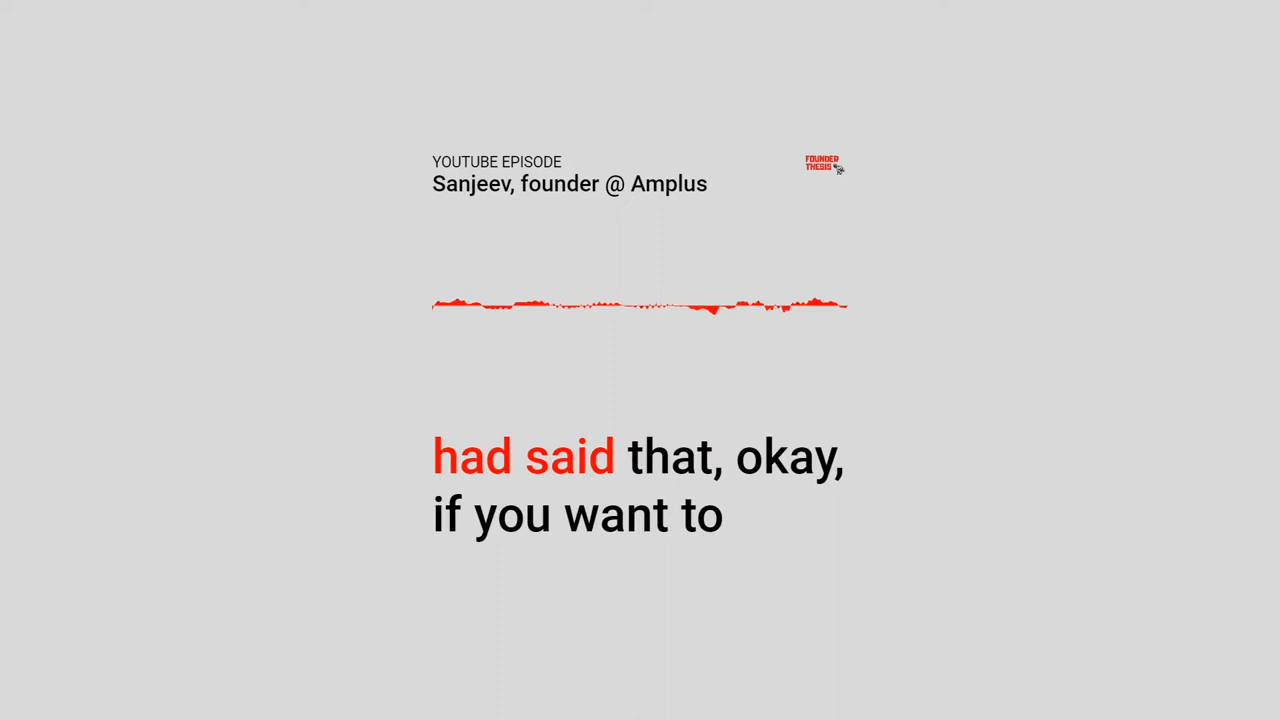 YOUTUBE EPISODE
Sanjeev, founder @ Amplus
FOUNDER
THESIS
had said that, okay,
if you want to